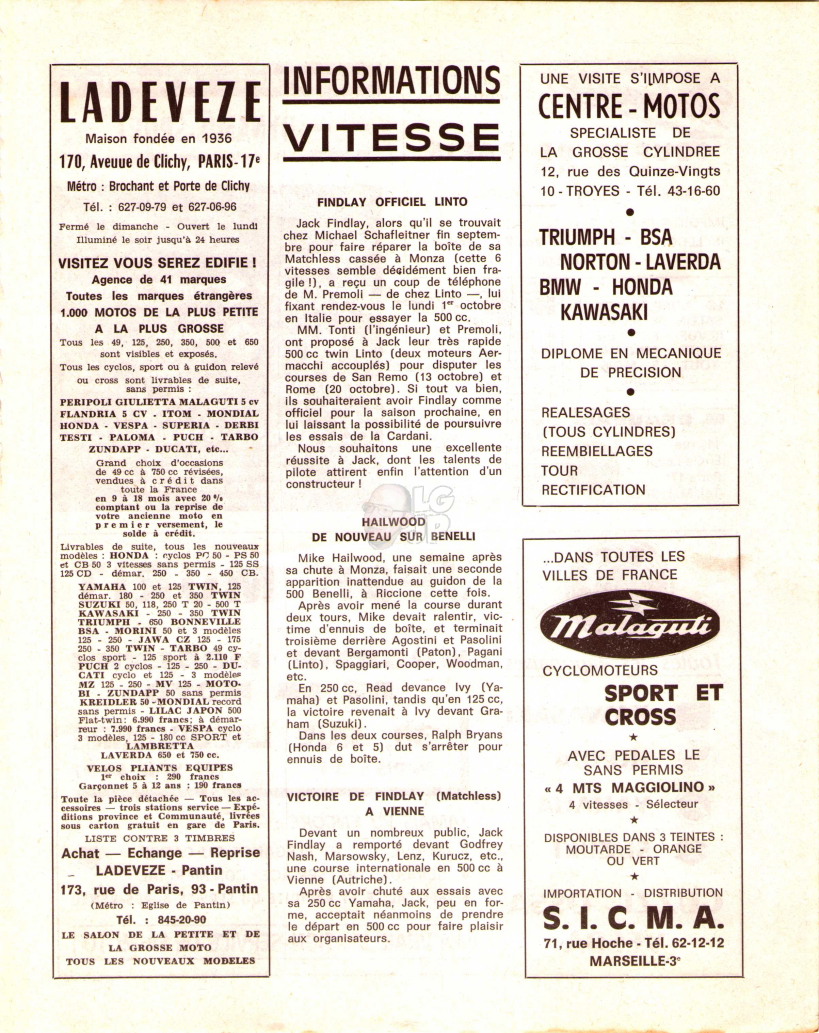 LADEVEZE
Maison fondée en 1936
170, Aveuue de Clichy, PARIS-17e
Métro : Brochant et Porte de Clichy
Tél. : 627-09-79 et 627-06-96
Fermé le dimanche - Ouvert le lundi
Illuminé le soir jusqu'à 24 heures
VISITEZ VOUS SEREZ EDIFIE !
Agence de 41 marques
Toutes les marques étrangères
1.000 MOTOS DE LA PLUS PETITE
A LA PLUS GROSSE
Tous les 49, 125, 250, 350, 500 et 650
sont visibles et exposés.
Tous les cyclos, sport ou à guidon relevé
ou cross sont livrables de suite,
sans permis :
PERIPOLI GIULIETTA MALAGUTI 5 cv
FLANDRIA 5 CV - ITOM - MONDIAL
HONDA - VESPA - SUPERIA - DERBI
TESTI - PALOMA - PUCH - TARBO
ZUNDAPP - DUCATI, etc...
Grand choix d'occasions
de 49 cc à 750 cc révisées,
vendues à crédit dans
toute la France
en 9 à 18 mois avec 20 %
comptant ou la reprise de
votre ancienne moto en
premier versement, le
solde à crédit.
Livrables de suite, tous les nouveaux
modèles : HONDA : cyclos PC 50 - PS 50
et CB 50 3 vitesses sans permis - 125 SS
125 CD - démar. 250 - 350 - 450 CB.
YAMAHA 100 et 125 TWIN, 125
démar. 180 - 250 et 350 TWIN
SUZUKI 50, 118, 250 T 20 - 500 T
KAWASAKI - 250 - 350 TWIN
TRIUMPH - 650 BONNEVILLE
BSA - MORINI 50 et 3 modèles
125 - 250 - JAWA CZ 125 - 175
250 - 350 TWIN - TARBO 49 cy-
clos sport - 125 sport à 2.110 F
PUCH 2 cyclos - 125 - 250 - DU-
CATI cyclo et 125 - 3 modèles
MZ 125 - 250 - MV 125 - MOTO-
BI - ZUNDAPP 50 sans permis
KREIDLER 50 - MONDIAL record
sans permis - LILAC JAPON 500
Flat-twin : 6.990 francs; à démar-
reur : 7.990 francs - VESPA cyclo
3 modèles, 125 - 180 cc SPORT et
LAMBRETTA
LAVERDA 650 et 750 cc.
VELOS PLIANTS EQUIPES
1er choix : 290 francs
Garçonnet 5 à 12 ans : 190 francs
Toute la pièce détachée — Tous les ac-
cessoires — trois stations service — Expé-
ditions province et Communauté, livrées
sous carton gratuit en gare de Paris.
LISTE CONTRE 3 TIMBRES
Achat — Echange — Reprise
LADEVEZE - Pantin
173, rue de Paris, 93 - Pantin
(Métro : Eglise de Pantin)
Tél. : 845-20-90
LE SALON DE LA PETITE ET DE
LA GROSSE MOTO
TOUS LES NOUVEAUX MODELES
INFORMATIONS
VITESSE
FINDLAY OFFICIEL LINTO
Jack Findlay, alors qu'il se trouvait
chez Michael Schafleitner fin septem-
bre pour faire réparer la boîte de sa
Matchless cassée à Monza (cette 6
vitesses semble décidément bien fra-
gile !), a reçu un coup de téléphone
de M. Premoli — de chez Linto —, lui
fixant rendez-vous le lundi 1er octobre
en Italie pour essayer la 500 cc.
MM. Tonti (l'ingénieur) et Premoli,
ont proposé à Jack leur très rapide
500 cc twin Linto (deux moteurs Aer-
macchi accouplés) pour disputer les
courses de San Remo (13 octobre) et
Rome (20 octobre). Si tout va bien,
ils souhaiteraient avoir Findlay comme
officiel pour la saison prochaine, en
lui laissant la possibilité de poursuivre
les essais de la Cardani.
Nous souhaitons une excellente
réussite à Jack, dont les talents de
pilote attirent enfin l'attention d'un
constructeur !
HAILWOOD
DE NOUVEAU SUR BENELLI
Mike Hailwood, une semaine après
sa chute à Monza, faisait une seconde
apparition inattendue au guidon de la
500 Benelli, à Riccione cette fois.
Après avoir mené la course durant
deux tours, Mike devait ralentir, vic-
time d'ennuis de boîte, et terminait
troisième derrière Agostini et Pasolini
et devant Bergamonti (Paton), Pagani
(Linto), Spaggiari, Cooper, Woodman,
etc.
En 250 cc, Read devance Ivy (Ya-
maha) et Pasolini, tandis qu'en 125 cc,
la victoire revenait à Ivy devant Gra-
ham (Suzuki).
Dans les deux courses, Ralph Bryans
(Honda 6 et 5) dut s'arrêter pour
ennuis de boîte.
VICTOIRE DE FINDLAY (Matchless)
A VIENNE
Devant un nombreux public, Jack
Findlay a remporté devant Godfrey
Nash, Marsowsky, Lenz, Kurucz, etc.,
une course internationale en 500 cc à
Vienne (Autriche).
Après avoir chuté aux essais avec
sa 250 cc Yamaha, Jack, peu en for-
me, acceptait néanmoins de prendre
le départ en 500 cc pour faire plaisir
aux organisateurs.
UNE VISITE S'IMPOSE A
CENTRE - MOTOS
SPECIALISTE DE
LA GROSSE CYLINDREE
12, rue des Quinze-Vingts
10 - TROYES - Tél. 43-16-60
TRIUMPH - BSA
NORTON - LAVERDA
BMW - HONDA
KAWASAKI
DIPLOME EN MECANIQUE
DE PRECISION
REALESAGES
(TOUS CYLINDRES)
REEMBIELLAGES
TOUR
RECTIFICATION
...DANS TOUTES LES
VILLES DE FRANCE
Malaguti
CYCLOMOTEURS
SPORT ET
CROSS
AVEC PEDALES LE
SANS PERMIS
« 4 MTS MAGGIOLINO »
4 vitesses - Sélecteur
DISPONIBLES DANS 3 TEINTES :
MOUTARDE - ORANGE
OU VERT
IMPORTATION - DISTRIBUTION
S. I. C. M. A.
71, rue Hoche - Tél. 62-12-12
MARSEILLE-3e